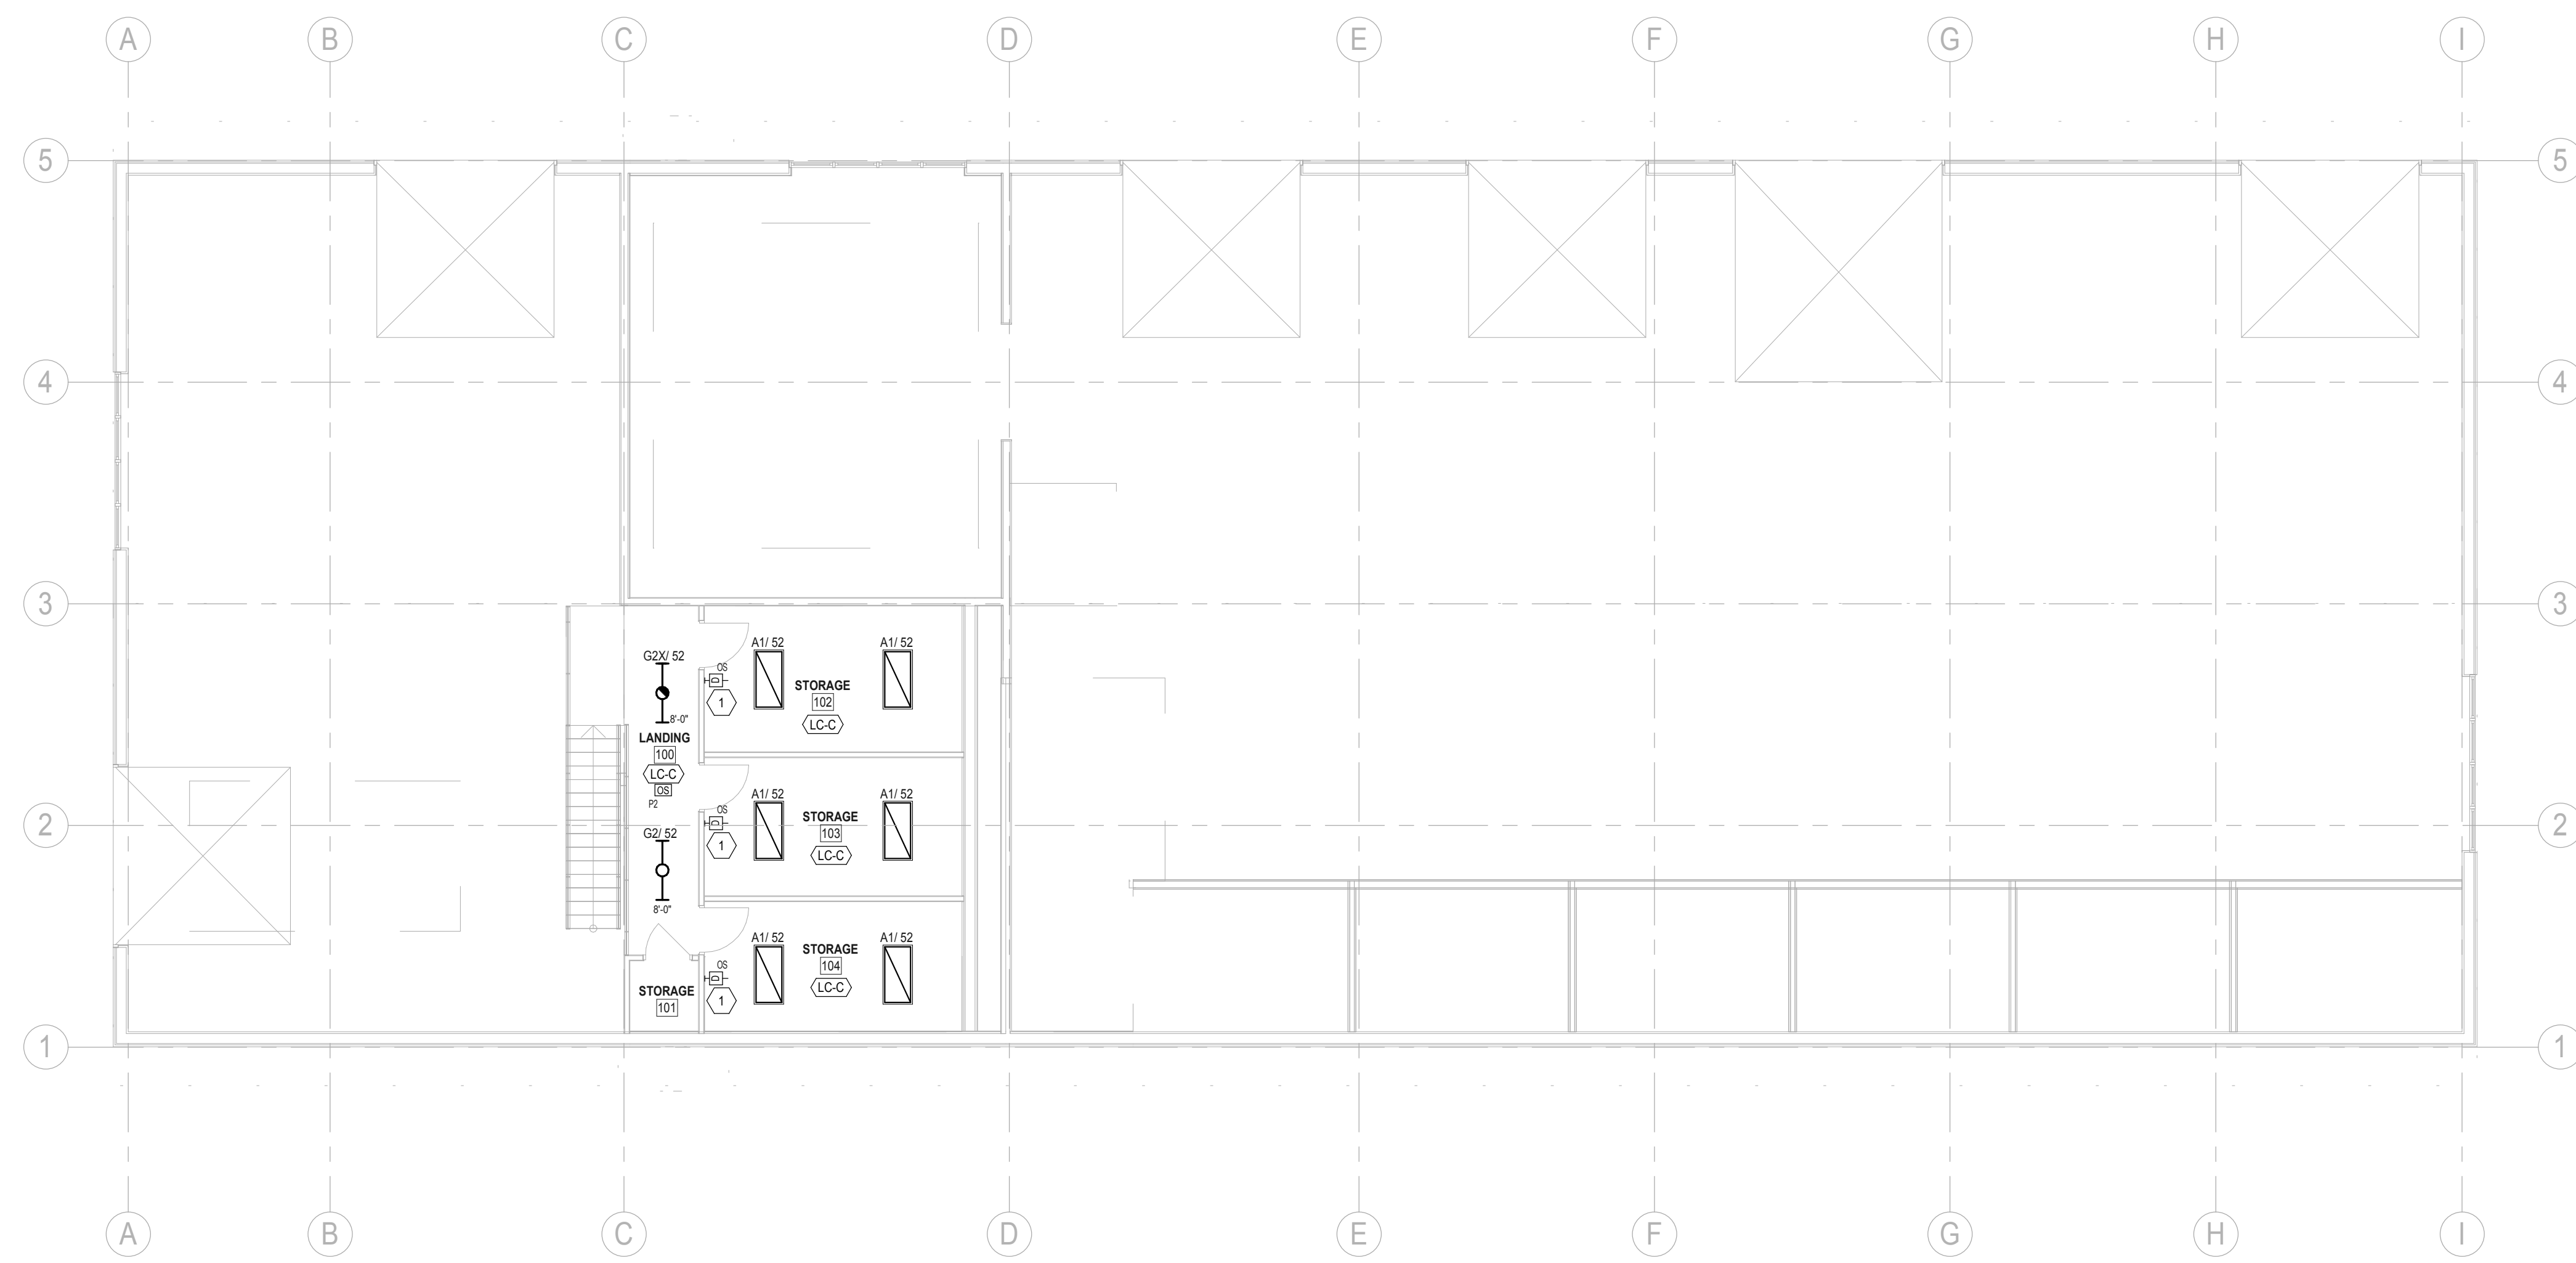 A B C D E F G H I
5 5
4 4
3 3
A1/ 52 A1/ 52
G2X/ 52
OS
D
STORAGE
102
1
8'-0"
LC-C
LANDING
100
LC-C
OS
P2
A1/ 52 A1/ 52
OS
D
STORAGE
103
2 2
G2/ 52
1
LC-C
8'-0"
A1/ 52 A1/ 52
STORAGE
104
OS
D
LC-C
STORAGE
101
1
1 1
A B C D E F G H I